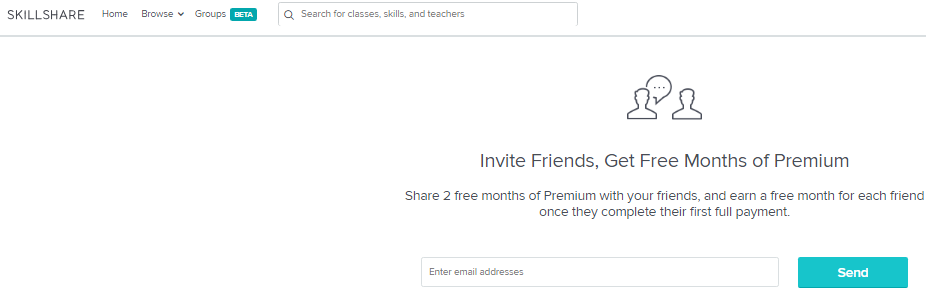 SKILLSHARE Home Browse Groups BETA Search for classes, skills, and teachers
Invite Friends, Get Free Months of Premium
Share 2 free months of Premium with your friends, and earn a free month for each friend
once they complete their first full payment.
Enter email addresses Send